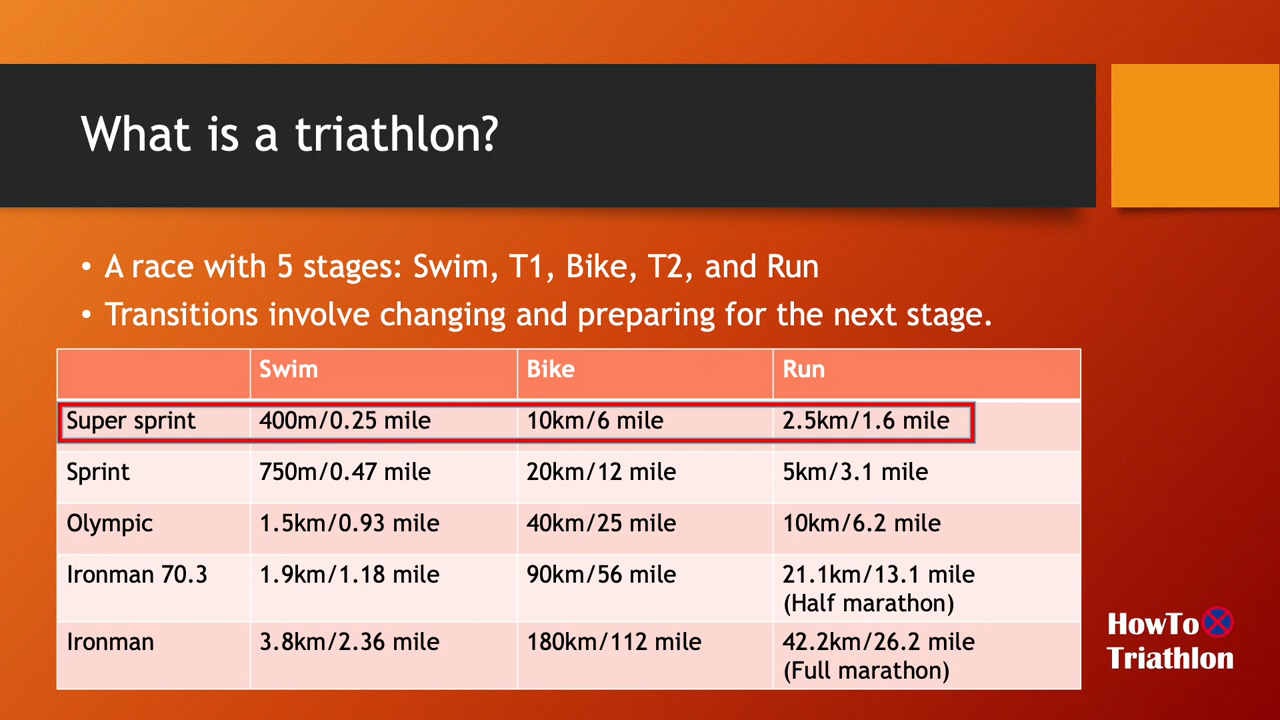 What is a triathlon?
• A race with 5 stages: Swim, T1, Bike, T2, and Run
• Transitions involve changing and preparing for the next stage.
Swim Bike Run
Super sprint 400m/0.25 mile 10km/6 mile 2.5km/1.6 mile
Sprint 750m/0.47 mile 20km/12 mile 5km/3.1 mile
Olympic 1.5km/0.93 mile 40km/25 mile 10km/6.2 mile
Ironman 70.3 1.9km/1.18 mile 90km/56 mile 21.1km/13.1 mile
(Half marathon)
Ironman 3.8km/2.36 mile 180km/112 mile 42.2km/26.2 mile
(Full marathon)
HowTo
Triathlon